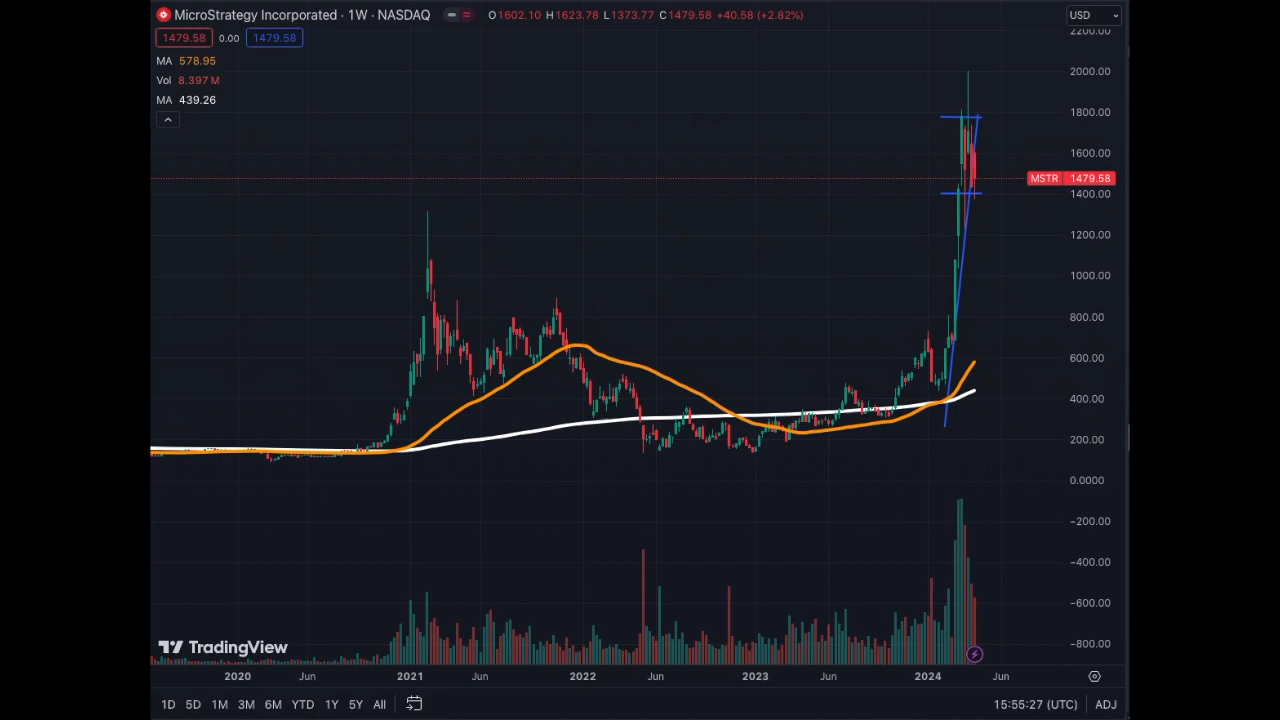 MicroStrategy Incorporated · 1W · NASDAQ O1602.10 H1623.78 L1373.77 C1479.58 +40.58 (+2.82%) USD
1479.58 0.00 1479.58
MA 578.95
Vol 8.397 M
MA 439.26
2200.00
2000.00
1800.00
1600.00
MSTR 1479.58
1400.00
1200.00
1000.00
800.00
600.00
400.00
200.00
0.0000
−200.00
−400.00
−600.00
−800.00
TradingView
2020 Jun 2021 Jun 2022 Jun 2023 Jun 2024 Jun
1D 5D 1M 3M 6M YTD 1Y 5Y All 15:55:27 (UTC) ADJ